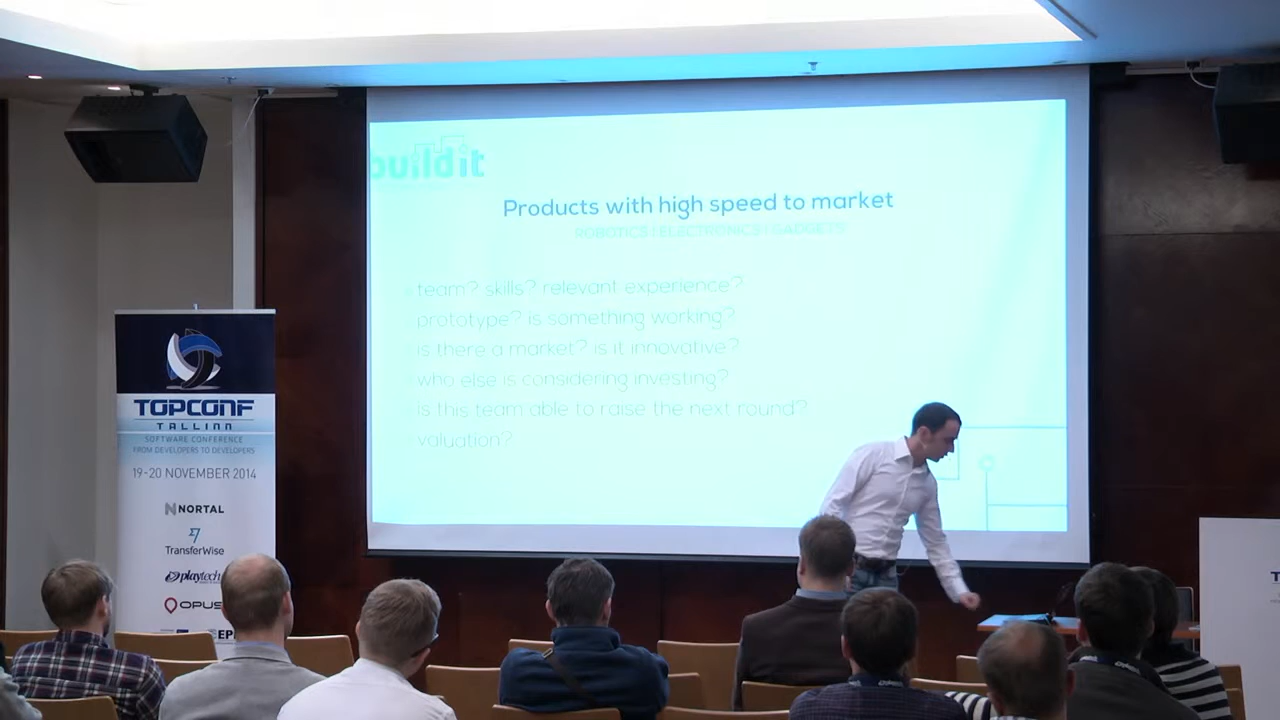 buildit
Products with high speed to market
ROBOTICS | ELECTRONICS | GADGETS
team? skills? relevant experience?
prototype? is something working?
is there a market? is it innovative?
who else is considering investing?
is this team able to raise the next round?
valuation?
TOPCONF
TALLINN
SOFTWARE CONFERENCE
FROM DEVELOPERS TO DEVELOPERS
19-20 NOVEMBER 2014
NORTAL
TransferWise
playtech
OPUS